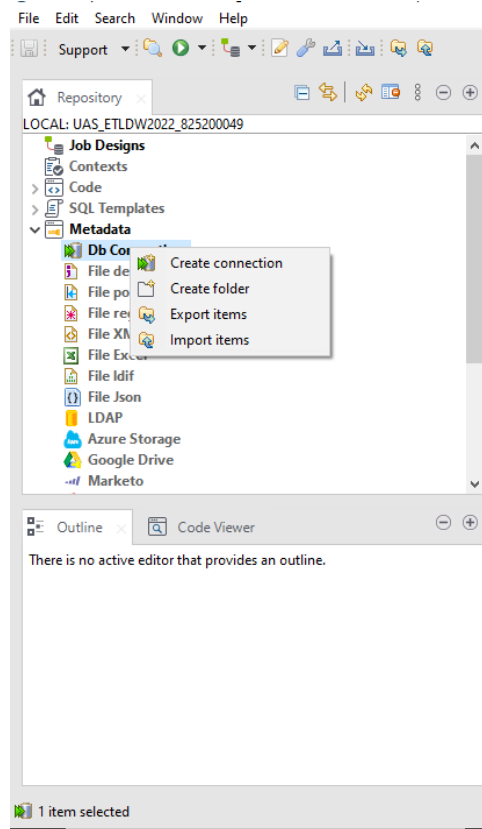 File Edit Search Window Help
Support
Repository
LOCAL: UAS_ETLDW2022_825200049
Job Designs
Contexts
Code
SQL Templates
Metadata
Db Con
Create connection
File de
Create folder
File po
Export items
File reg
Import items
File XM
File Excel
File ldif
File Json
LDAP
Azure Storage
Google Drive
Marketo
Outline
Code Viewer
There is no active editor that provides an outline.
1 item selected